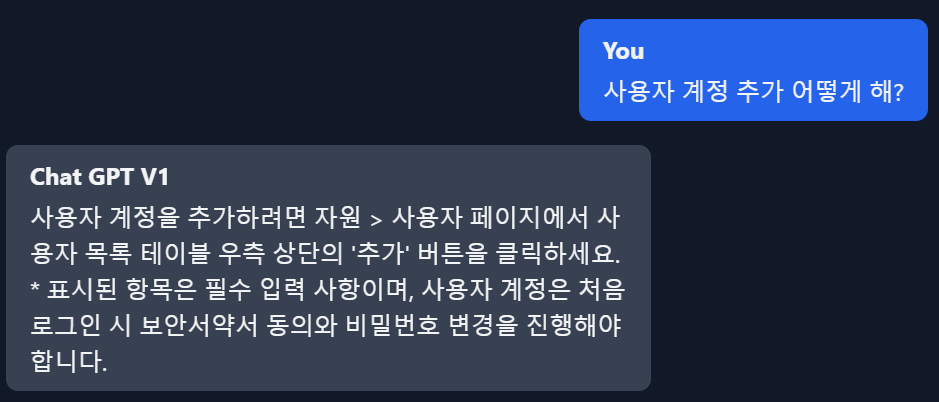 You
사용자 계정 추가 어떻게 해?
Chat GPT V1
사용자 계정을 추가하려면 자원 > 사용자 페이지에서 사
용자 목록 테이블 우측 상단의 '추가' 버튼을 클릭하세요.
* 표시된 항목은 필수 입력 사항이며, 사용자 계정은 처음
로그인 시 보안서약서 동의와 비밀번호 변경을 진행해야
합니다.